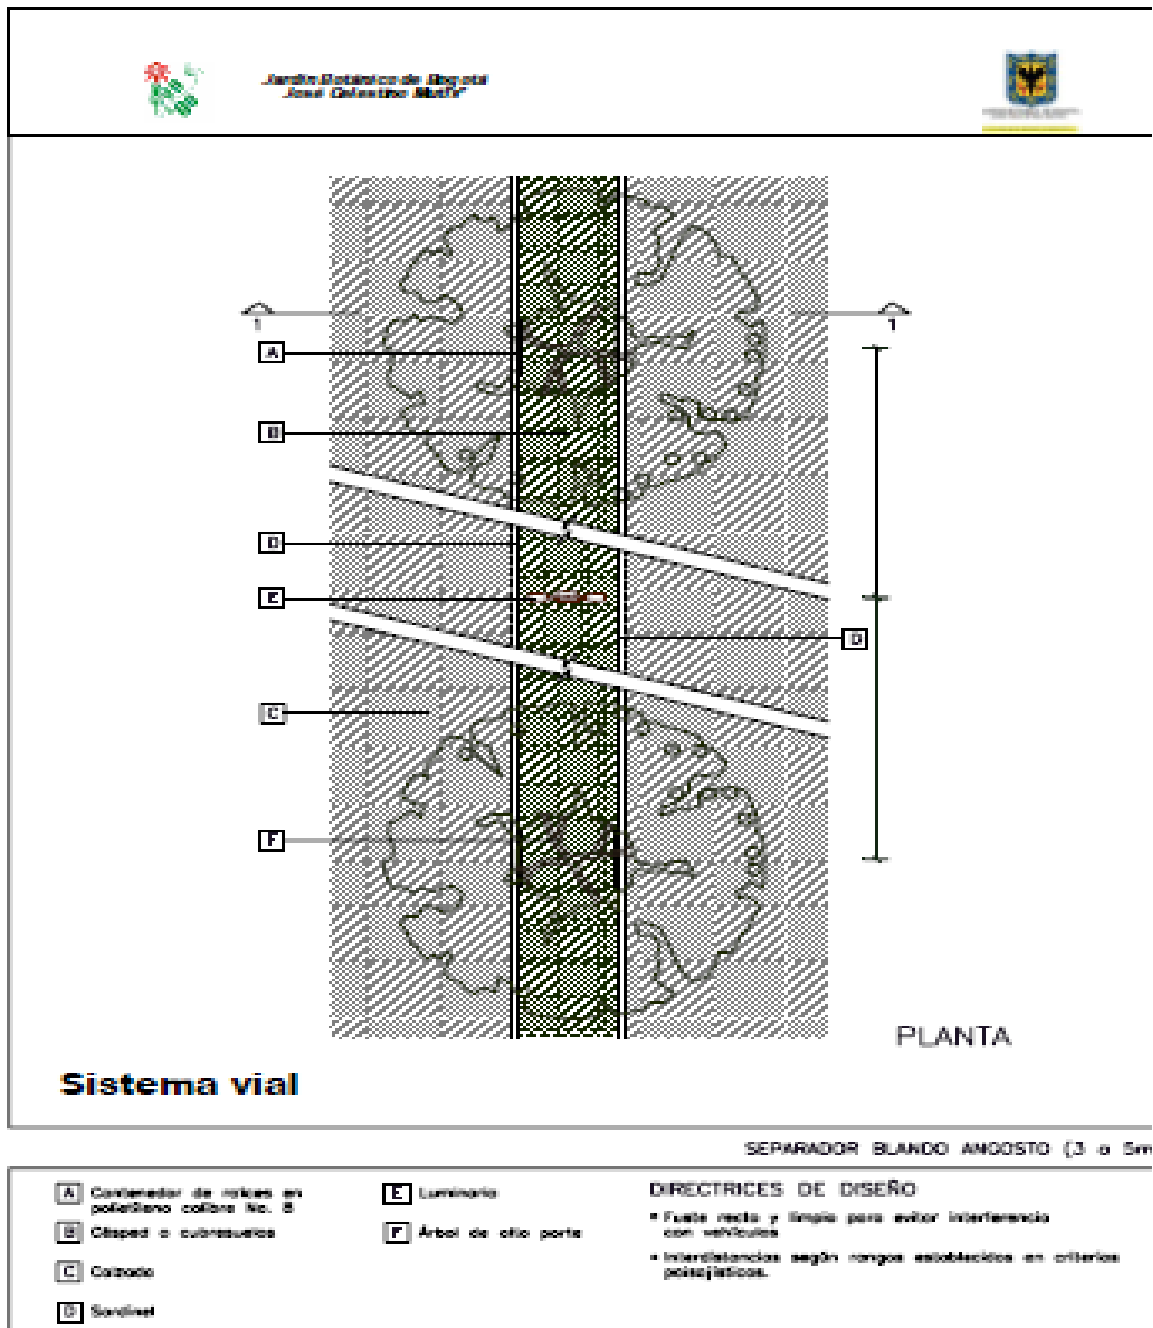 Jardín Botánico de Bogotá
José Celestino Mutis
1
1
A
B
D
E
D
C
F
PLANTA
Sistema vial
SEPARADOR BLANDO ANGOSTO (3 a 5m
A Contenedor de raíces en
polietileno calibre No. 8
B Césped o cubresuelos
C Calzada
D Sardinel
E Luminaria
F Árbol de alto porte
DIRECTRICES DE DISEÑO
• Fuste recto y limpio para evitar interferencia
con vehículos
• Interdistancias según rangos establecidos en criterios
paisajísticos.